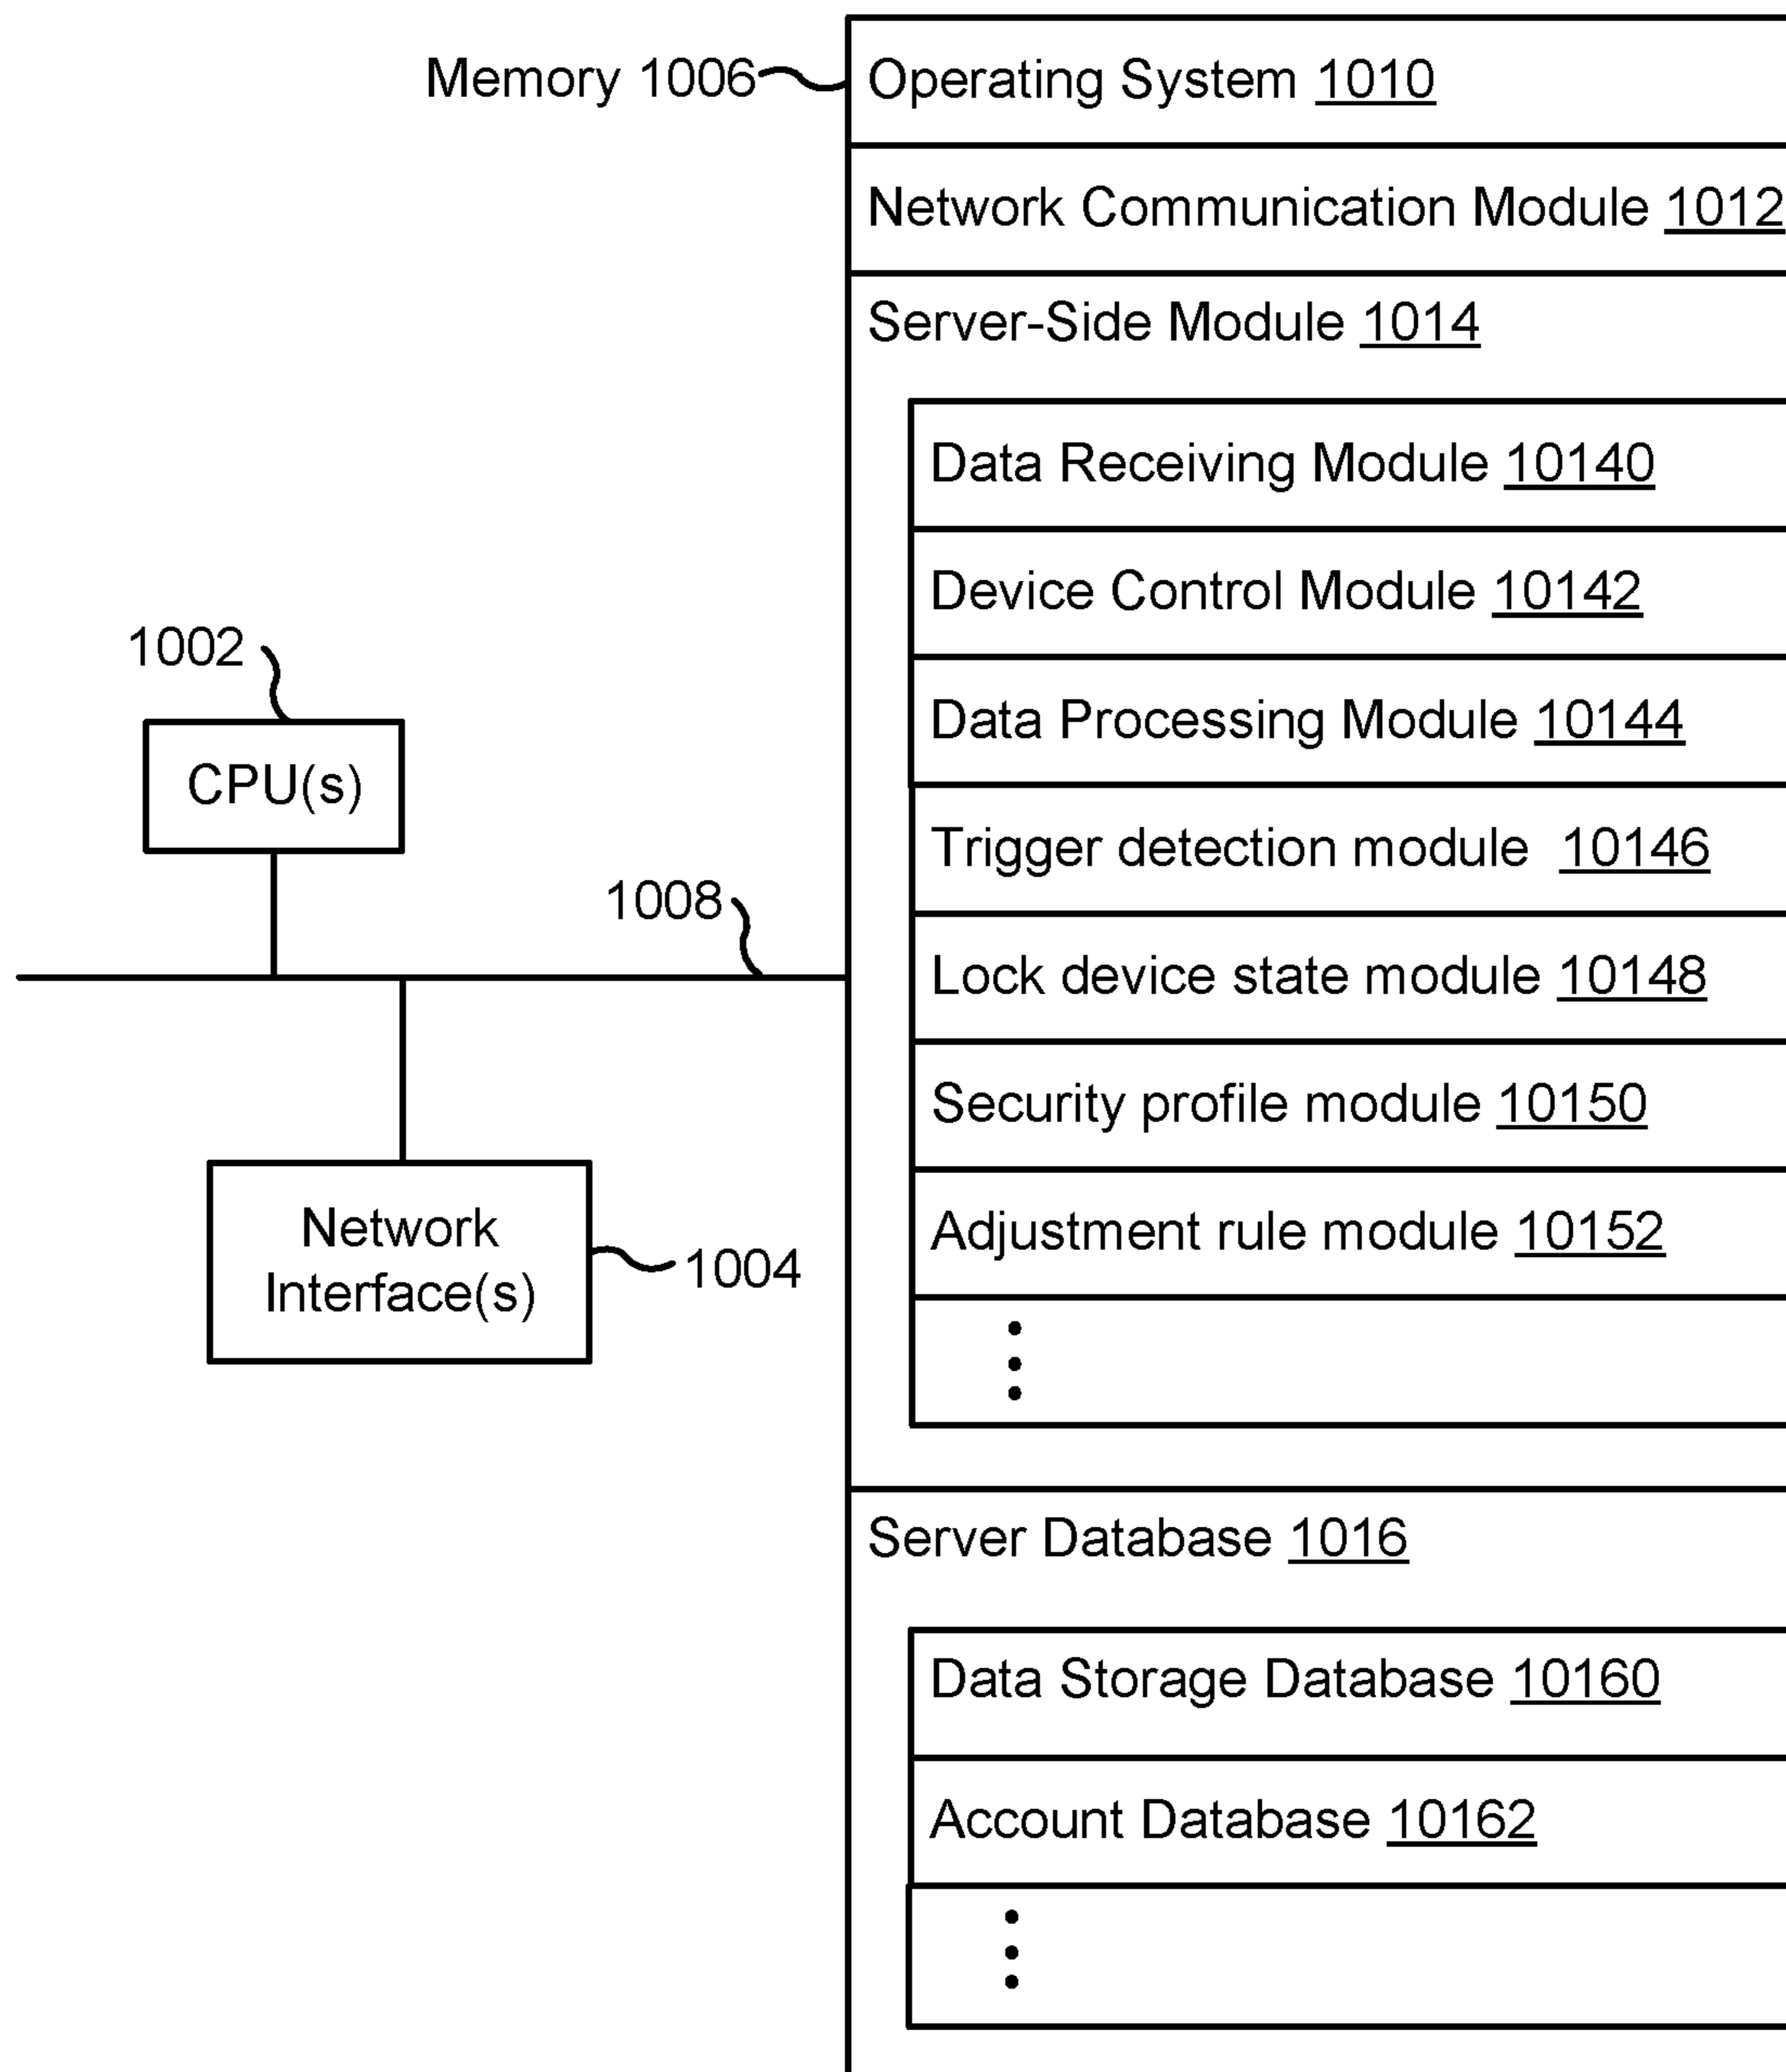 Memory 1006
Operating System 1010
Network Communication Module 1012
Server-Side Module 1014
Data Receiving Module 10140
Device Control Module 10142
Data Processing Module 10144
Trigger detection module 10146
Lock device state module 10148
Security profile module 10150
Adjustment rule module 10152
Server Database 1016
Data Storage Database 10160
Account Database 10162
1002
CPU(s)
1008
Network
Interface(s)
1004